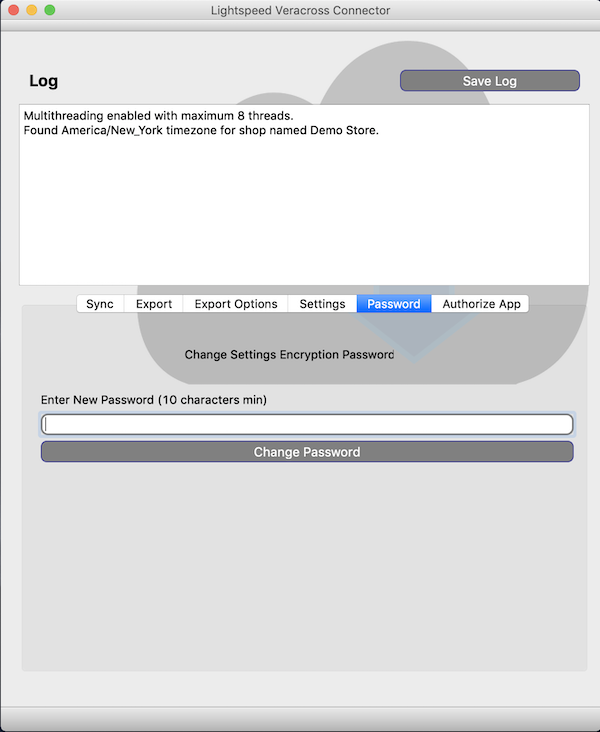 Lightspeed Veracross Connector
Log
Save Log
Multithreading enabled with maximum 8 threads.
Found America/New_York timezone for shop named Demo Store.
Sync Export Export Options Settings Password Authorize App
Change Settings Encryption Password
Enter New Password (10 characters min)
Change Password